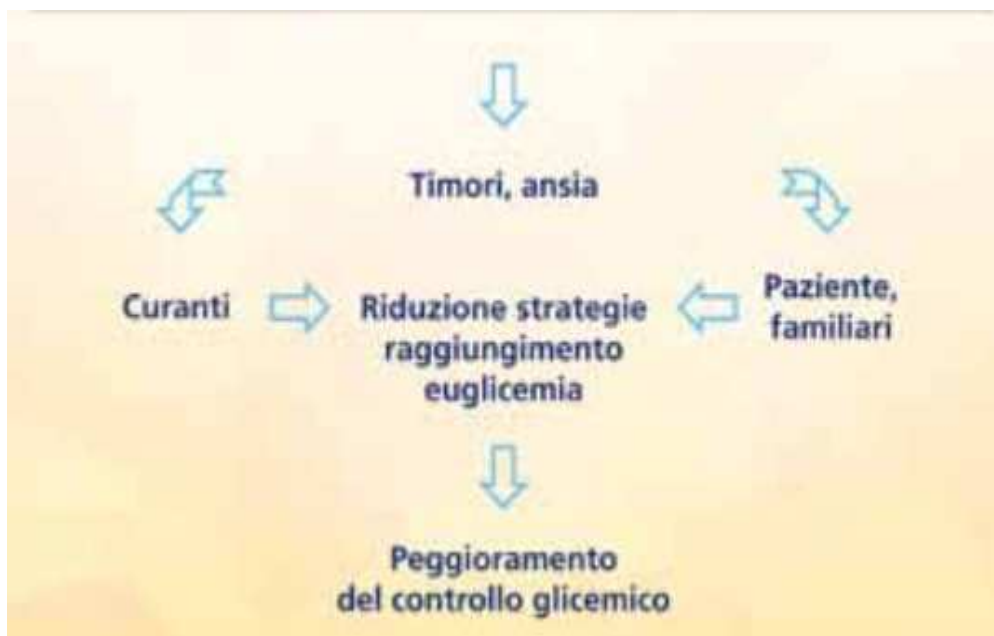 Timori, ansia
Curanti
Riduzione strategie
raggiungimento
euglicemia
Paziente,
familiari
Peggioramento
del controllo glicemico